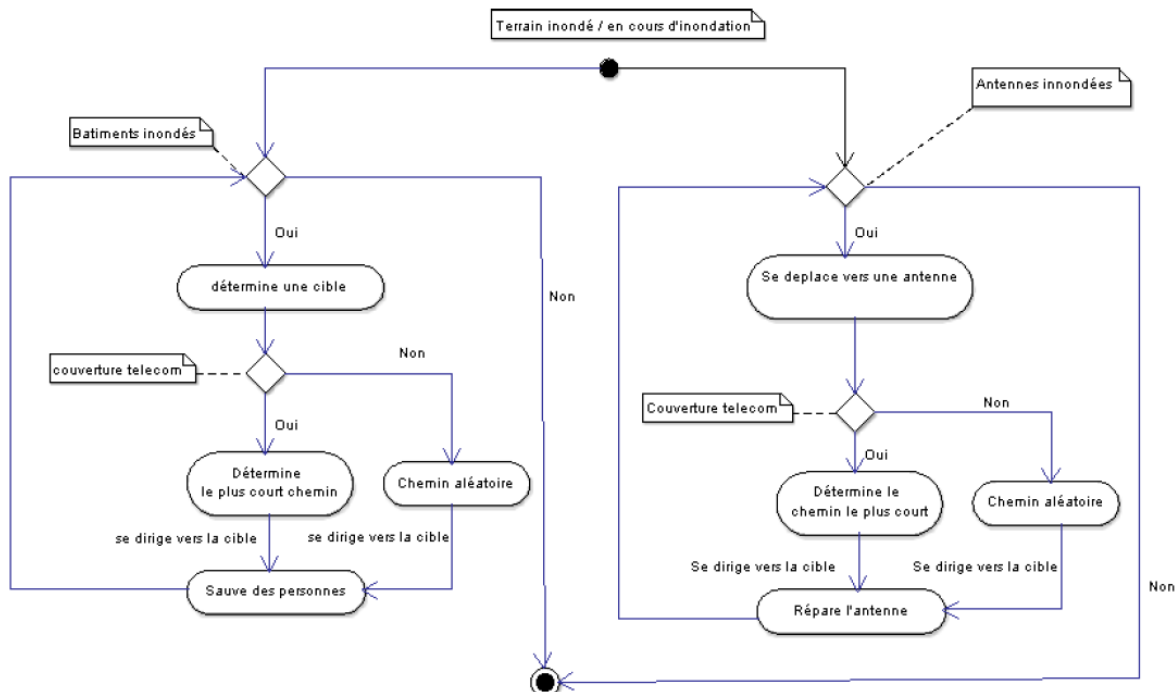 Terrain inondé / en cours d'inondation
Batiments inondés
Antennes innondées
Oui
détermine une cible
Non
couverture telecom
Non
Oui
Détermine
le plus court chemin
Chemin aléatoire
se dirige vers la cible
se dirige vers la cible
Sauve des personnes
Oui
Se deplace vers une antenne
Couverture telecom
Non
Oui
Détermine le
chemin le plus court
Chemin aléatoire
Se dirige vers la cible
Se dirige vers la cible
Répare l'antenne
Non